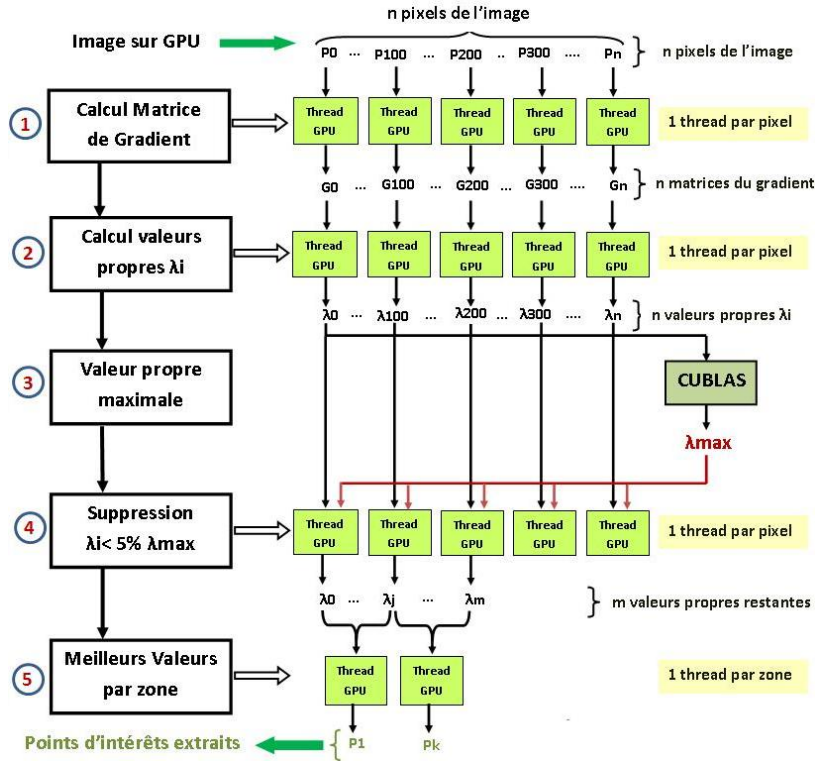 n pixels de l'image
Image sur GPU
P0 ... P100 ... P200 .. P300 .... Pn
n pixels de l'image
1
Calcul Matrice
de Gradient
Thread
GPU
Thread
GPU
Thread
GPU
Thread
GPU
Thread
GPU
1 thread par pixel
G0 ... G100 ... G200 ... G300 .... Gn
n matrices du gradient
2
Calcul valeurs
propres λi
Thread
GPU
Thread
GPU
Thread
GPU
Thread
GPU
Thread
GPU
1 thread par pixel
λ0 ... λ100 ... λ200 ... λ300 .... λn
n valeurs propres λi
3
Valeur propre
maximale
CUBLAS
λmax
4
Suppression
λi< 5% λmax
Thread
GPU
Thread
GPU
Thread
GPU
Thread
GPU
Thread
GPU
1 thread par pixel
λ0 ... λj ... λm
m valeurs propres restantes
5
Meilleurs Valeurs
par zone
Thread
GPU
Thread
GPU
1 thread par zone
Points d'intérêts extraits
P1
Pk